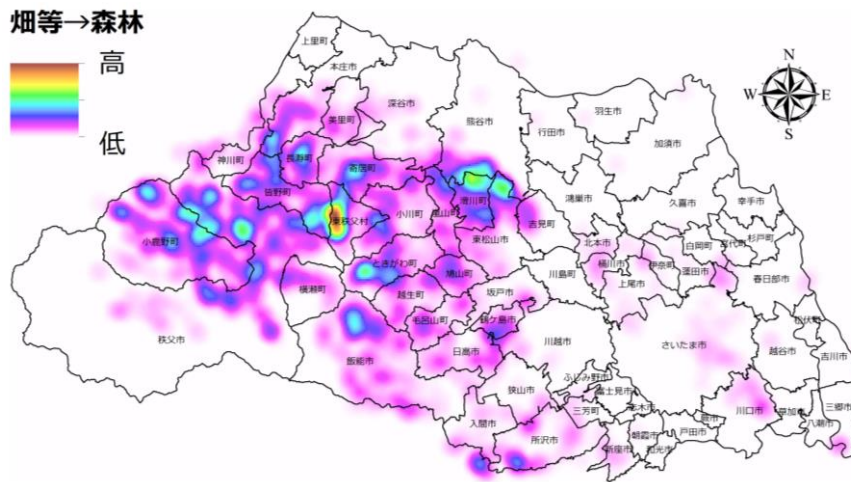 畑等→森林
高
低
N
W E
S
上里町
本庄市
深谷市
美里町
熊谷市
行田市
羽生市
加須市
神川町
長瀞町
寄居町
皆野町
滑川町
小川町
嵐山町
東秩父村
吉見町
鴻巣市
久喜市
幸手市
東松山市
北本市
白岡町
宮代町
杉戸町
小鹿野町
ときがわ町
鳩山町
川島町
桶川市
伊奈町
蓮田市
上尾市
春日部市
横瀬町
越生町
坂戸市
毛呂山町
鶴ケ島市
松伏町
秩父市
飯能市
日高市
川越市
さいたま市
越谷市
吉川市
ふじみ野市
狭山市
富士見市
三芳町
志木市
川口市
草加市
三郷市
入間市
所沢市
朝霞市
戸田市
蕨市
八潮市
新座市
和光市